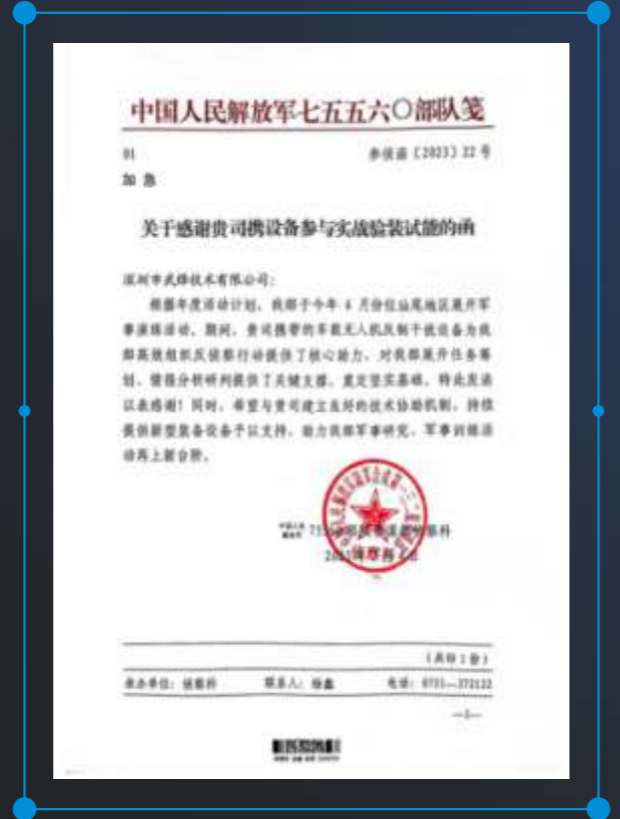 中国人民解放军七五五六〇部队笺
01
参侦函〔2023〕22 号
加 急
关于感谢贵司携设备参与实战验装试能的函
深圳市武锋技术有限公司:
根据年度活动计划,我部于今年 4 月份位汕尾地区展开军
事演练活动,期间,贵司携带的车载无人机反制干扰设备为我
部高效组织反侦察行动提供了核心助力,对我部展开任务筹
划、情报分析研判提供了关键支撑,奠定坚实基础,特此发函
以表感谢!同时,希望与贵司建立良好的技术协助机制,持续
提供新型装备设备予以支持,助力我部军事研究、军事训练活
动再上新台阶。
中国人民
解放军
(共印1份)
承办单位:侦察科 联系人:徐鑫 电话:0751—372122
—1—